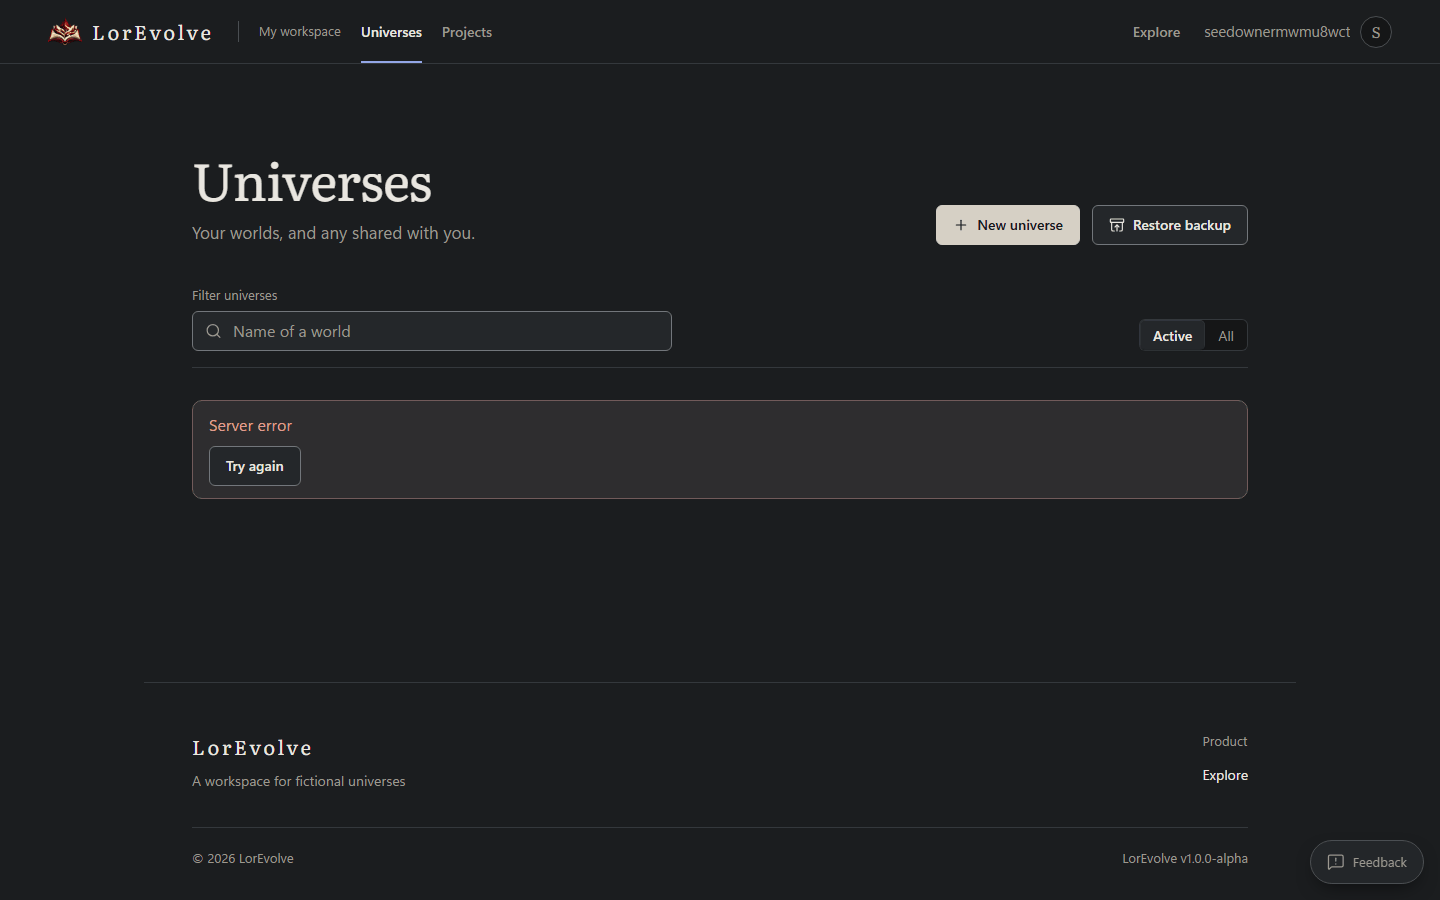 LorEvolve
My workspace
Universes
Projects
Explore
seedownermwmu8wct
S
Universes
Your worlds, and any shared with you.
New universe
Restore backup
Filter universes
Name of a world
Active
All
Server error
Try again
LorEvolve
A workspace for fictional universes
Product
Explore
© 2026 LorEvolve
LorEvolve v1.0.0-alpha
Feedback